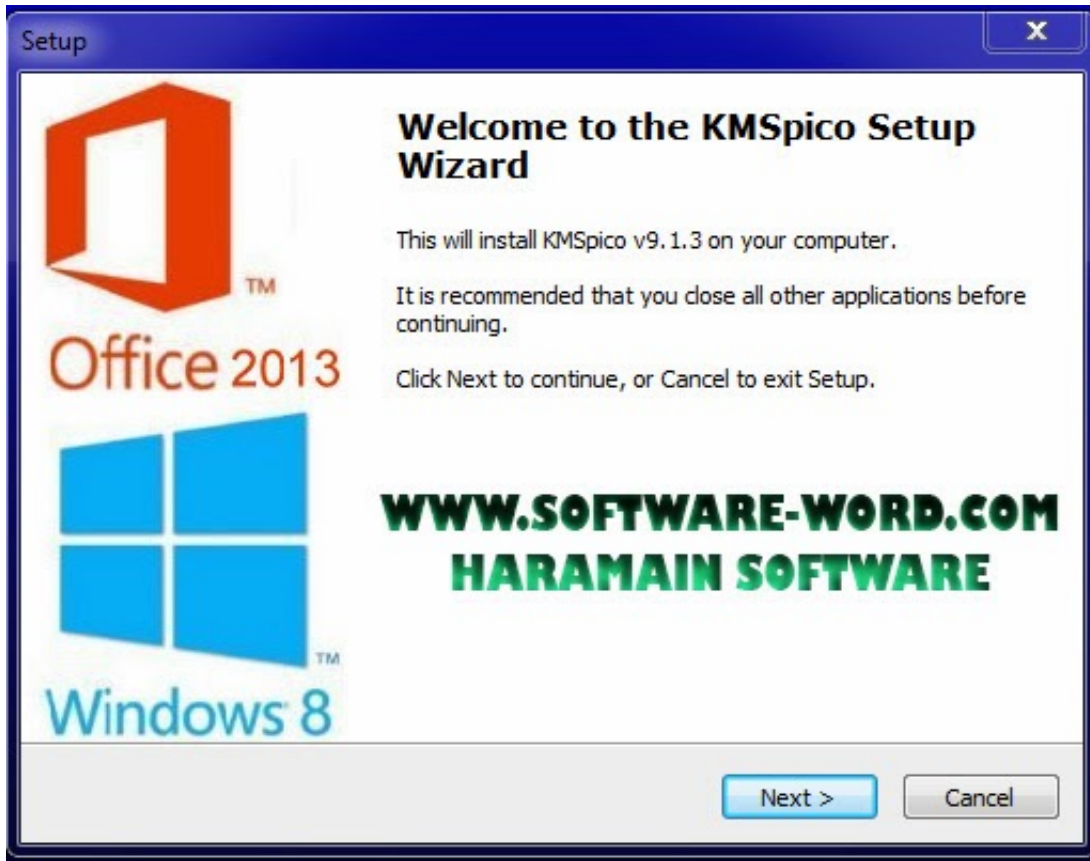 Setup
x
Welcome to the KMSpico Setup
Wizard
This will install KMSpico v9.1.3 on your computer.
It is recommended that you close all other applications before
continuing.
Click Next to continue, or Cancel to exit Setup.
TM
Office 2013
WWW.SOFTWARE-WORD.COM
HARAMAIN SOFTWARE
TM
Windows 8
Next >
Cancel